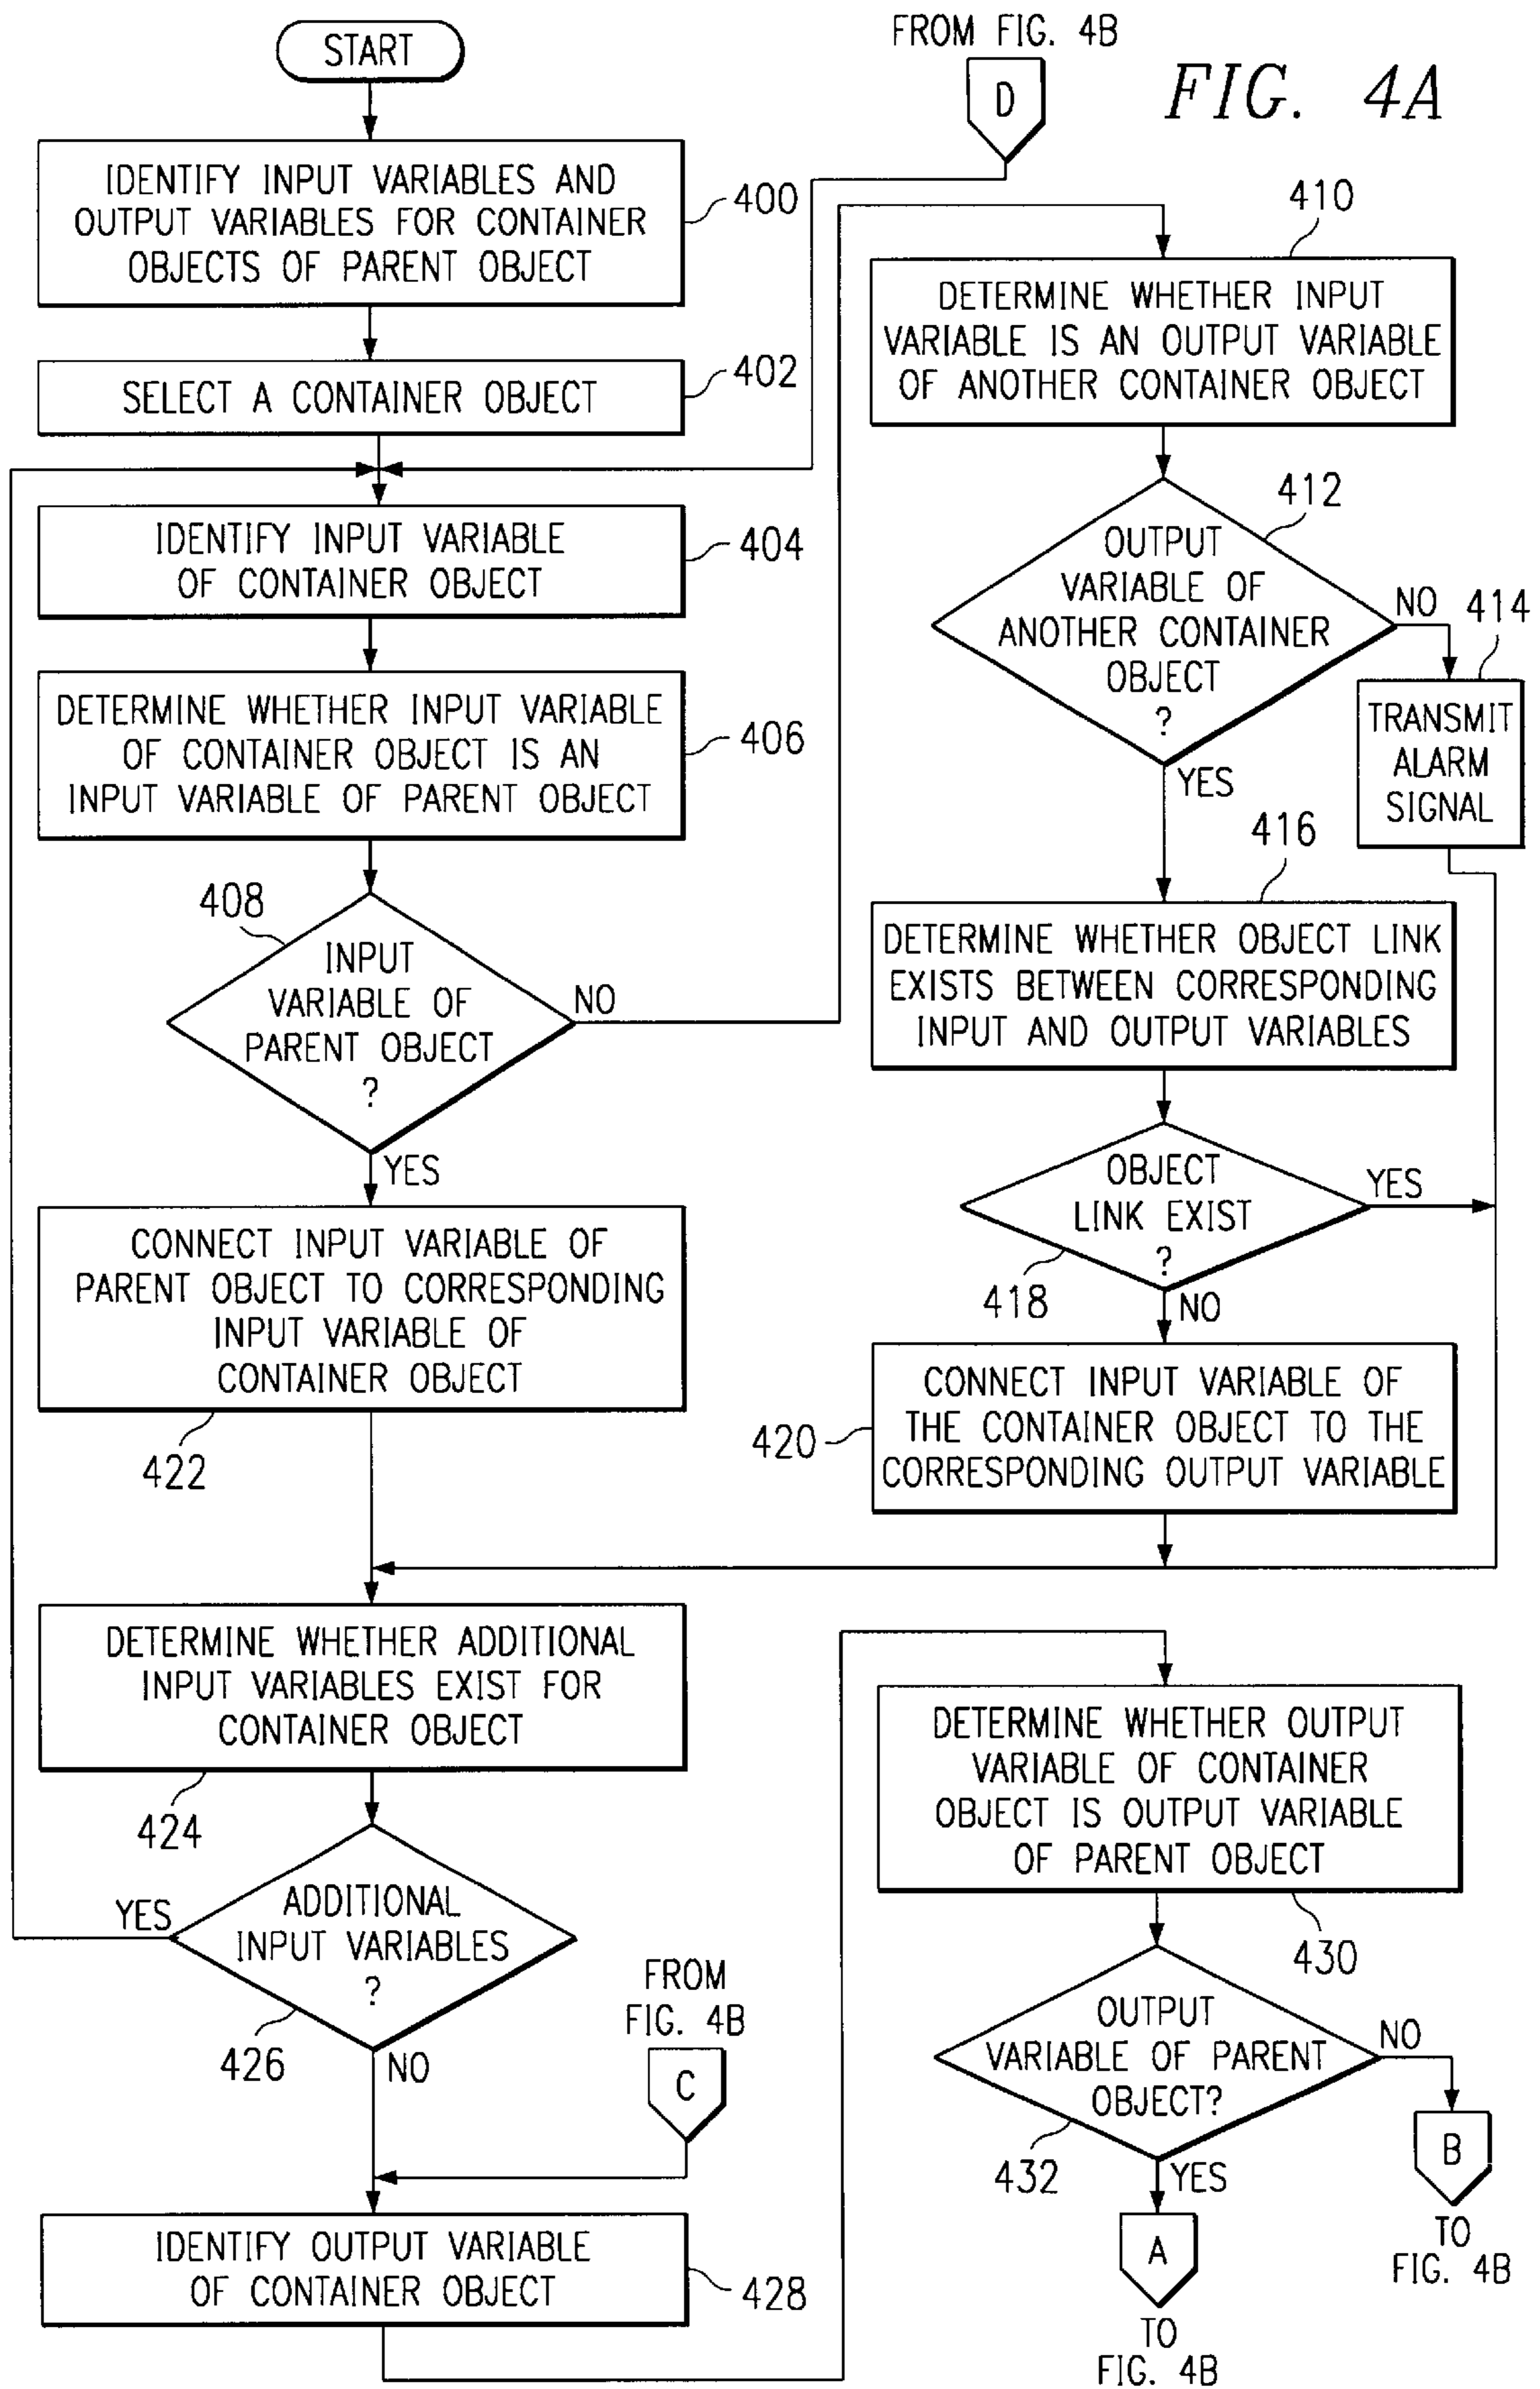 FROM FIG. 4B
D
FIG. 4A
START
IDENTIFY INPUT VARIABLES AND
OUTPUT VARIABLES FOR CONTAINER
OBJECTS OF PARENT OBJECT
400
SELECT A CONTAINER OBJECT
402
IDENTIFY INPUT VARIABLE
OF CONTAINER OBJECT
404
DETERMINE WHETHER INPUT VARIABLE
OF CONTAINER OBJECT IS AN
INPUT VARIABLE OF PARENT OBJECT
406
408
INPUT
VARIABLE OF
PARENT OBJECT
?
NO
YES
CONNECT INPUT VARIABLE OF
PARENT OBJECT TO CORRESPONDING
INPUT VARIABLE OF
CONTAINER OBJECT
422
410
DETERMINE WHETHER INPUT
VARIABLE IS AN OUTPUT VARIABLE
OF ANOTHER CONTAINER OBJECT
412
OUTPUT
VARIABLE OF
ANOTHER CONTAINER
OBJECT
?
NO
414
TRANSMIT
ALARM
SIGNAL
YES
416
DETERMINE WHETHER OBJECT LINK
EXISTS BETWEEN CORRESPONDING
INPUT AND OUTPUT VARIABLES
OBJECT
LINK EXIST
?
YES
418
NO
CONNECT INPUT VARIABLE OF
THE CONTAINER OBJECT TO THE
CORRESPONDING OUTPUT VARIABLE
420
DETERMINE WHETHER ADDITIONAL
INPUT VARIABLES EXIST FOR
CONTAINER OBJECT
424
YES
ADDITIONAL
INPUT VARIABLES
?
426
NO
FROM
FIG. 4B
C
IDENTIFY OUTPUT VARIABLE
OF CONTAINER OBJECT
428
DETERMINE WHETHER OUTPUT
VARIABLE OF CONTAINER
OBJECT IS OUTPUT VARIABLE
OF PARENT OBJECT
430
OUTPUT
VARIABLE OF PARENT
OBJECT?
432
NO
B
TO
FIG. 4B
YES
A
TO
FIG. 4B